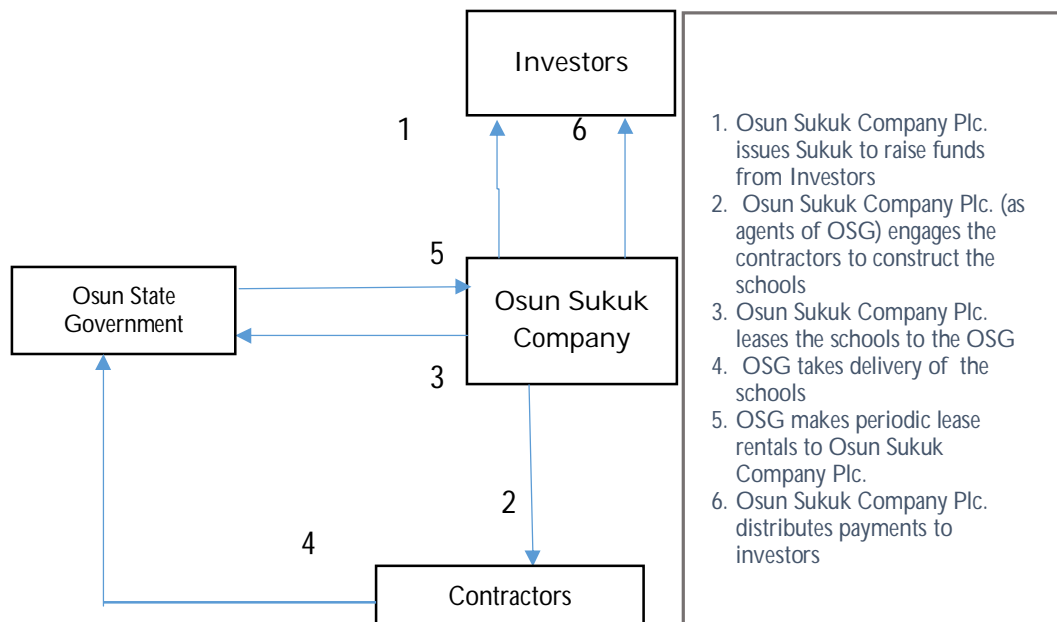 Investors
1
6
5
Osun State
Government
Osun Sukuk
Company
3
2
4
Contractors
1. Osun Sukuk Company Plc.
issues Sukuk to raise funds
from Investors
2. Osun Sukuk Company Plc. (as
agents of OSG) engages the
contractors to construct the
schools
3. Osun Sukuk Company Plc.
leases the schools to the OSG
4. OSG takes delivery of the
schools
5. OSG makes periodic lease
rentals to Osun Sukuk
Company Plc.
6. Osun Sukuk Company Plc.
distributes payments to
investors